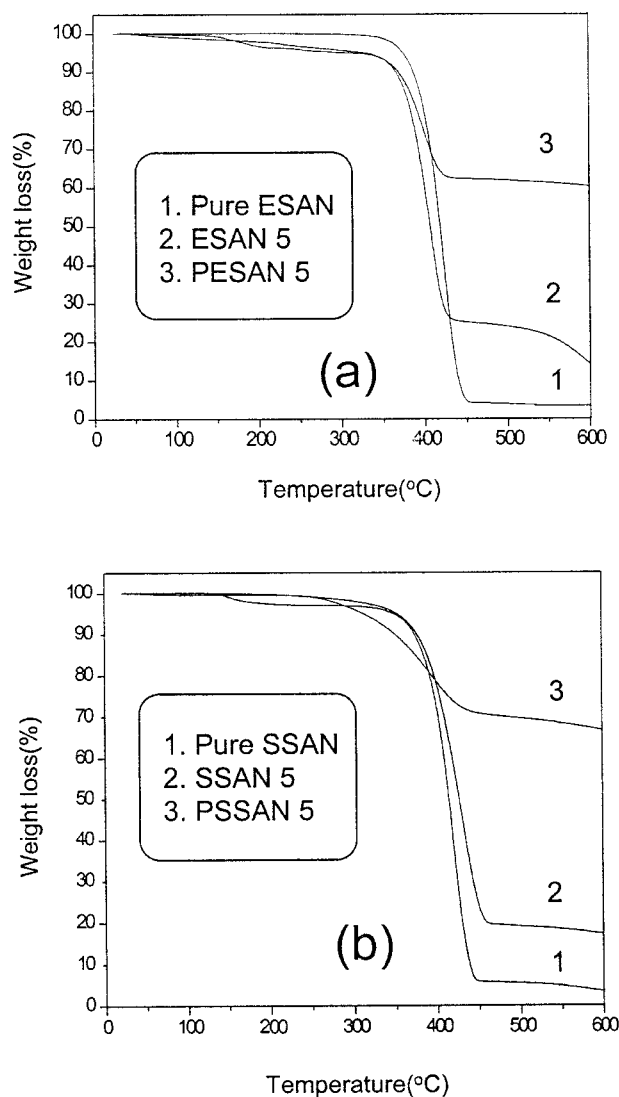 100
90
80
70
60
50
40
30
20
10
0
Weight loss(%)
1. Pure ESAN
2. ESAN 5
3. PESAN 5
3
2
1
(a)
0 100 200 300 400 500 600
Temperature(°C)
100
90
80
70
60
50
40
30
20
10
0
Weight loss(%)
1. Pure SSAN
2. SSAN 5
3. PSSAN 5
3
2
1
(b)
0 100 200 300 400 500 600
Temperature(°C)